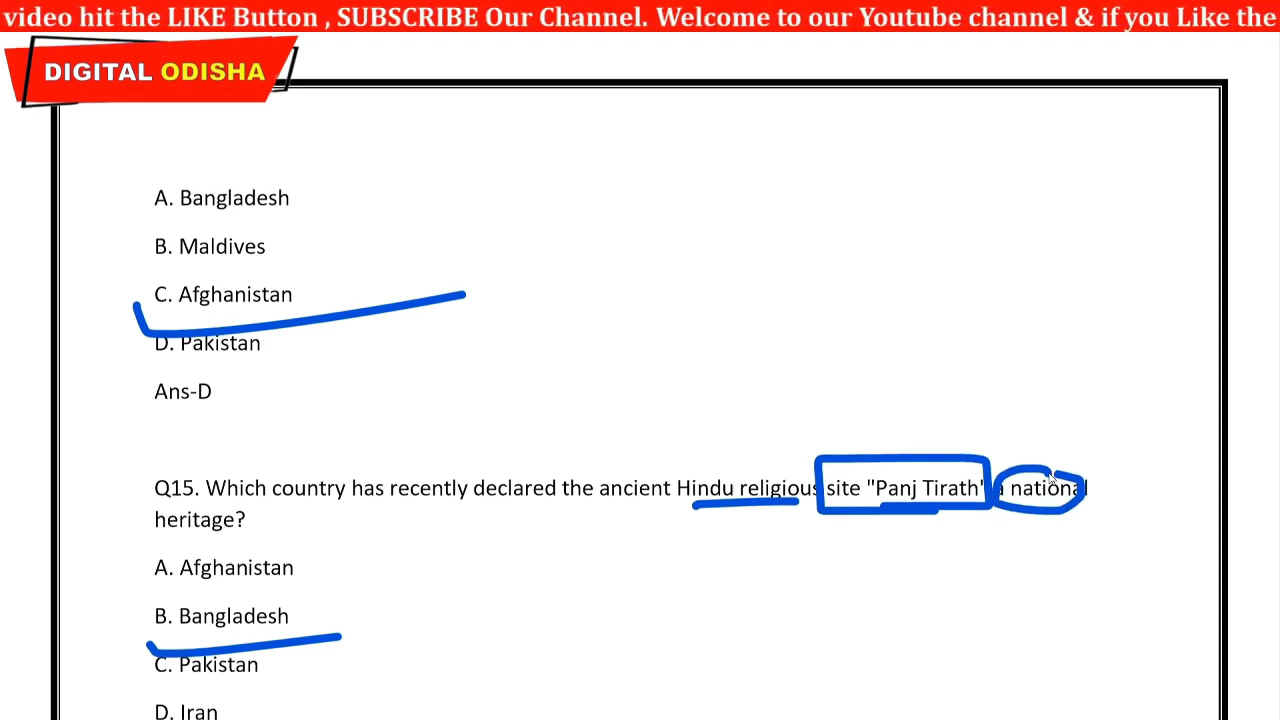 video hit the LIKE Button , SUBSCRIBE Our Channel. Welcome to our Youtube channel & if you Like the
DIGITAL ODISHA
A. Bangladesh
B. Maldives
C. Afghanistan
D. Pakistan
Ans-D
Q15. Which country has recently declared the ancient Hindu religious site "Panj Tirath" a national
heritage?
A. Afghanistan
B. Bangladesh
C. Pakistan
D. Iran